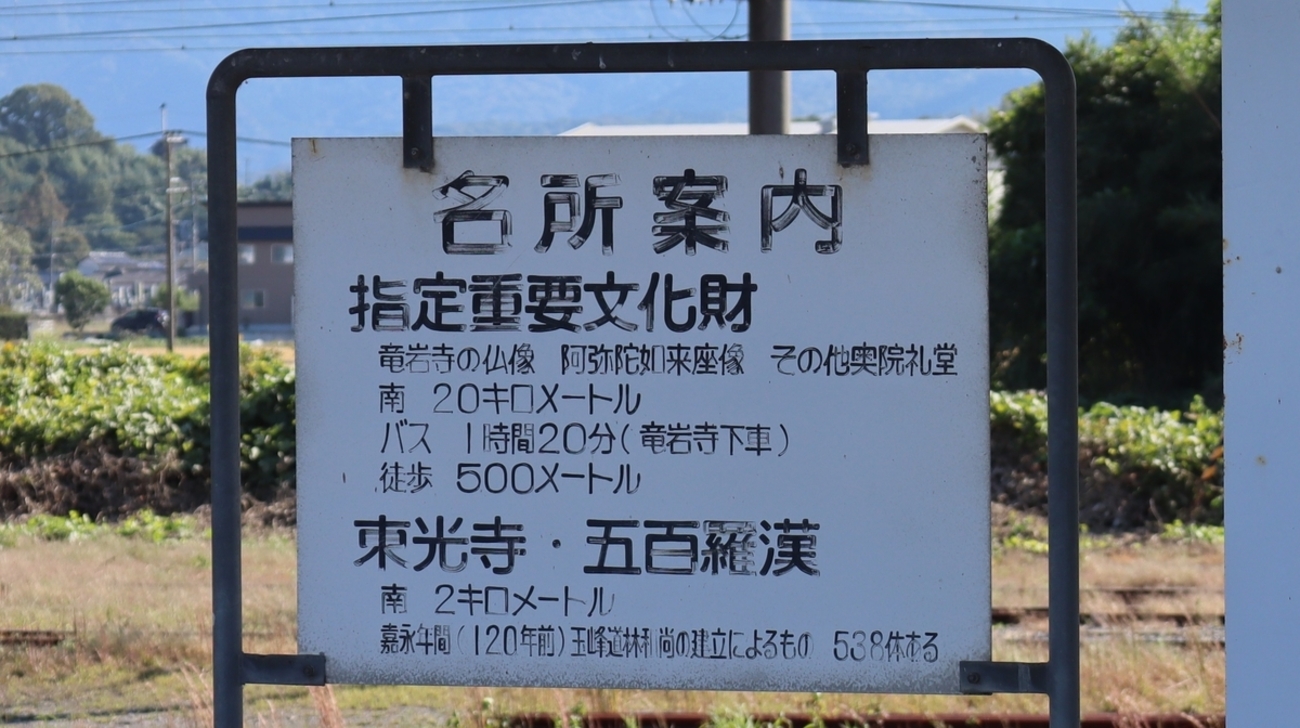 名所案内
指定重要文化財
竜岩寺の仏像　阿弥陀如来座像　その他奥院礼堂
南　20キロメートル
バス　1時間20分(竜岩寺下車)
徒歩　500メートル
東光寺・五百羅漢
南　2キロメートル
嘉永年間(120年前)玉峰道林和尚の建立によるもの　538体ある